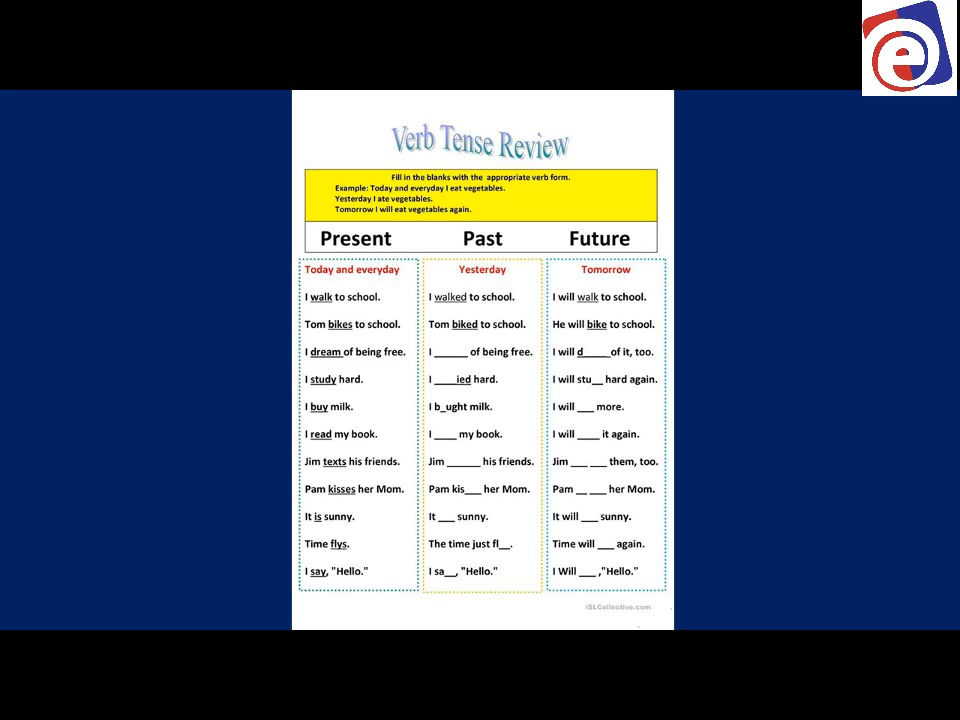 e
Verb Tense Review
Fill in the blanks with the appropriate verb form.
Example: Today and everyday I eat vegetables.
Yesterday I ate vegetables.
Tomorrow I will eat vegetables again.
Present Past Future
Today and everyday
I walk to school.
Tom bikes to school.
I dream of being free.
I study hard.
I buy milk.
I read my book.
Jim texts his friends.
Pam kisses her Mom.
It is sunny.
Time flys.
I say, "Hello."
Yesterday
I walked to school.
Tom biked to school.
I ______ of being free.
I ____ied hard.
I b_ught milk.
I ____ my book.
Jim ______ his friends.
Pam kis___ her Mom.
It ___ sunny.
The time just fl__.
I sa__, "Hello."
Tomorrow
I will walk to school.
He will bike to school.
I will d_____of it, too.
I will stu__ hard again.
I will ___ more.
I will ____ it again.
Jim ___ ___ them, too.
Pam __ ___ her Mom.
It will ___ sunny.
Time will ___ again.
I Will ___ ,"Hello."
iSLCollective.com